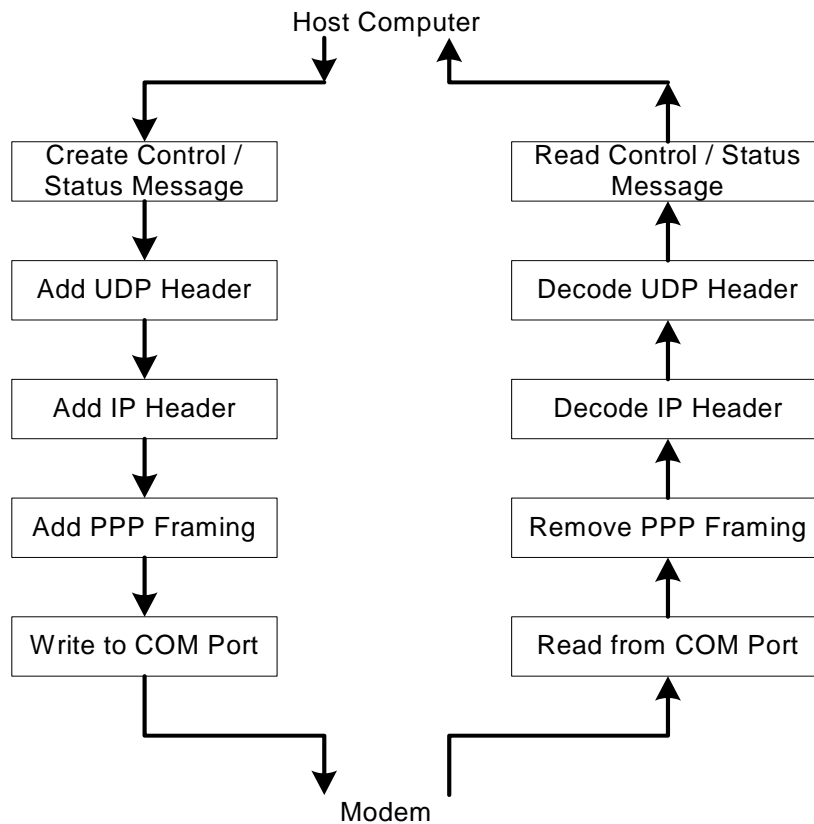 Host Computer
Create Control /
Status Message
Add UDP Header
Add IP Header
Add PPP Framing
Write to COM Port
Read Control / Status
Message
Decode UDP Header
Decode IP Header
Remove PPP Framing
Read from COM Port
Modem